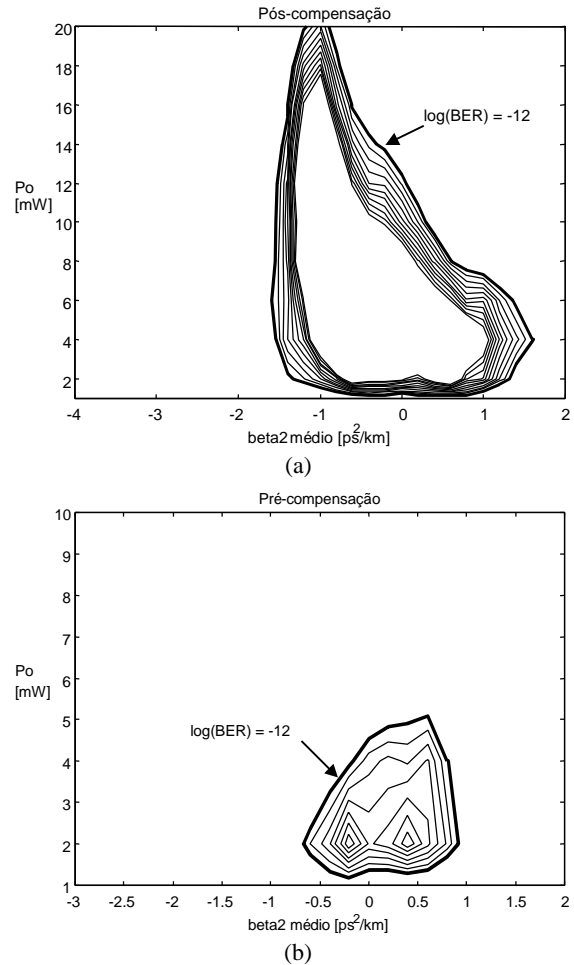 Pós-compensação
20
18
16
14
12
10
8
6
4
2
Po
[mW]
log(BER) = -12
-4 -3 -2 -1 0 1 2
beta2 médio [ps²/km]
(a)
Pré-compensação
10
9
8
7
6
5
4
3
2
1
Po
[mW]
log(BER) = -12
-3 -2.5 -2 -1.5 -1 -0.5 0 0.5 1 1.5 2
beta2 médio [ps²/km]
(b)